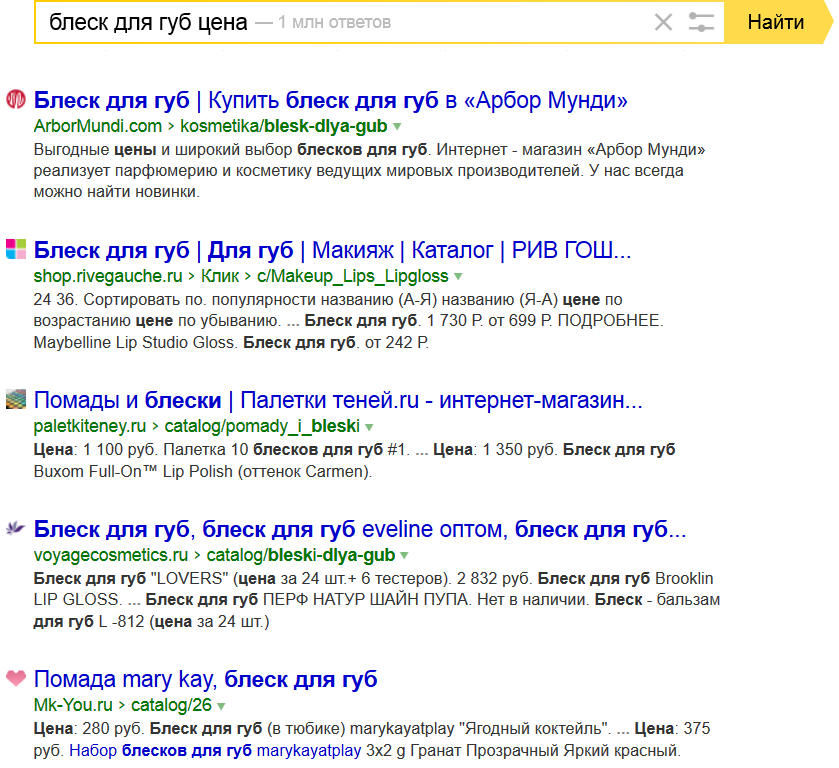 блеск для губ цена — 1 млн ответов
Найти
Блеск для губ | Купить блеск для губ в «Арбор Мунди»
ArborMundi.com › kosmetika/blesk-dlya-gub
Выгодные цены и широкий выбор блесков для губ. Интернет - магазин «Арбор Мунди»
реализует парфюмерию и косметику ведущих мировых производителей. У нас всегда
можно найти новинки.
Блеск для губ | Для губ | Макияж | Каталог | РИВ ГОШ...
shop.rivegauche.ru › Клик › c/Makeup_Lips_Lipgloss
24 36. Сортировать по. популярности названию (А-Я) названию (Я-А) цене по
возрастанию цене по убыванию. ... Блеск для губ. 1 730 Р. от 699 Р. ПОДРОБНЕЕ.
Maybelline Lip Studio Gloss. Блеск для губ. от 242 Р.
Помады и блески | Палетки теней.ru - интернет-магазин...
paletkiteney.ru › catalog/pomady_i_bleski
Цена: 1 100 руб. Палетка 10 блесков для губ #1. ... Цена: 1 350 руб. Блеск для губ
Buxom Full-On™ Lip Polish (оттенок Carmen).
Блеск для губ, блеск для губ eveline оптом, блеск для губ...
voyagecosmetics.ru › catalog/bleski-dlya-gub
Блеск для губ "LOVERS" (цена за 24 шт.+ 6 тестеров). 2 832 руб. Блеск для губ Brooklin
LIP GLOSS. ... Блеск для губ ПЕРФ НАТУР ШАЙН ПУПА. Нет в наличии. Блеск - бальзам
для губ L -812 (цена за 24 шт.)
Помада mary kay, блеск для губ
Mk-You.ru › catalog/26
Цена: 280 руб. Блеск для губ (в тюбике) marykayatplay "Ягодный коктейль". ... Цена: 375
руб. Набор блесков для губ marykayatplay 3x2 g Гранат Прозрачный Яркий красный.